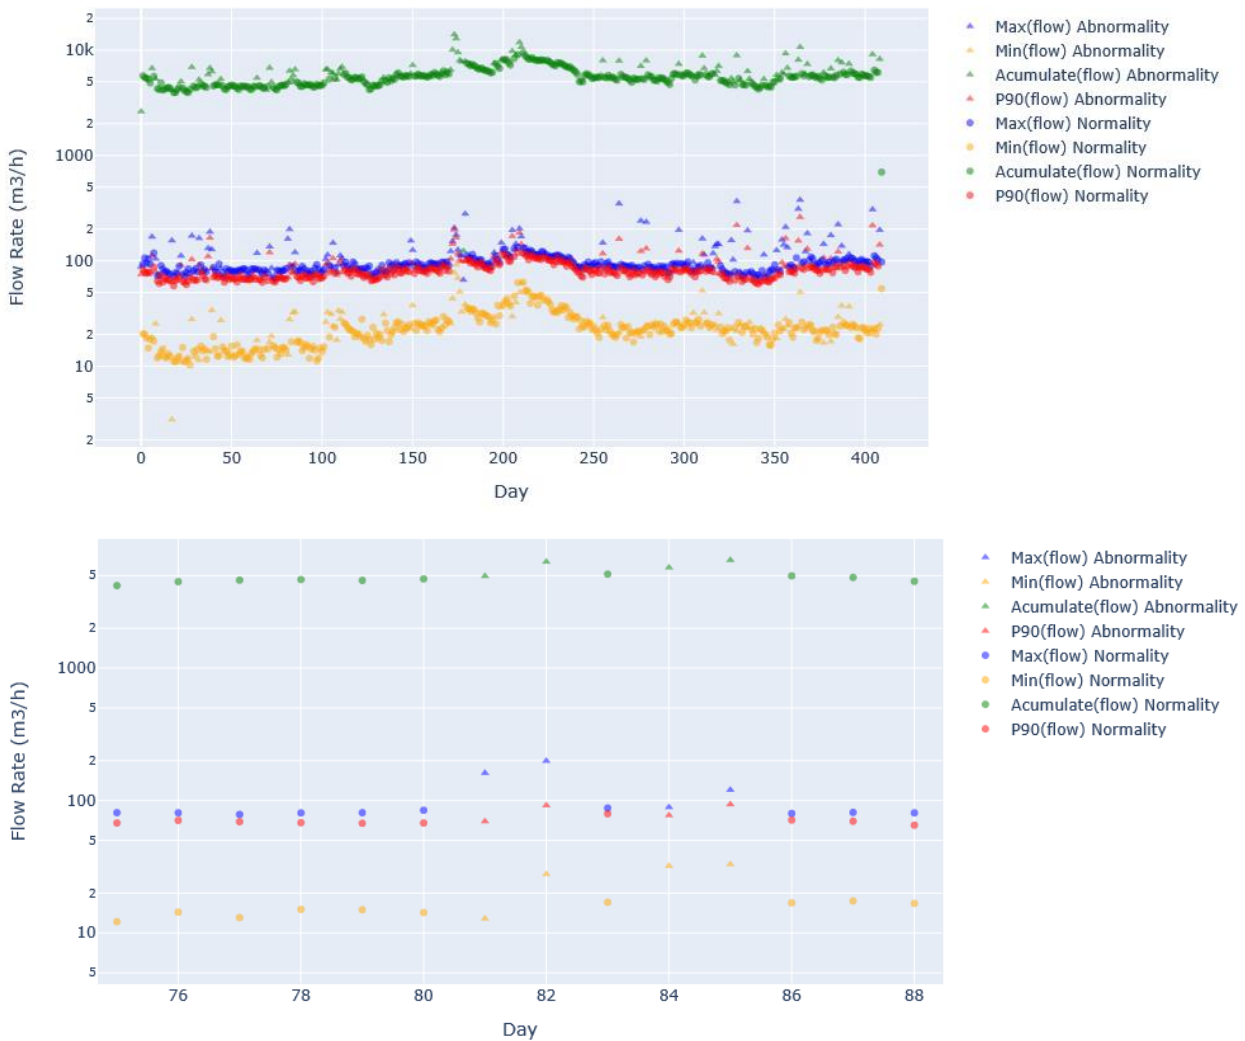 2
10k
5
2
1000
5
2
100
5
2
10
5
2
0 50 100 150 200 250 300 350 400
Day
Flow Rate (m3/h)
Max(flow) Abnormality
Min(flow) Abnormality
Acumulate(flow) Abnormality
P90(flow) Abnormality
Max(flow) Normality
Min(flow) Normality
Acumulate(flow) Normality
P90(flow) Normality
5
2
1000
5
2
100
5
2
10
5
76 78 80 82 84 86 88
Day
Flow Rate (m3/h)
Max(flow) Abnormality
Min(flow) Abnormality
Acumulate(flow) Abnormality
P90(flow) Abnormality
Max(flow) Normality
Min(flow) Normality
Acumulate(flow) Normality
P90(flow) Normality